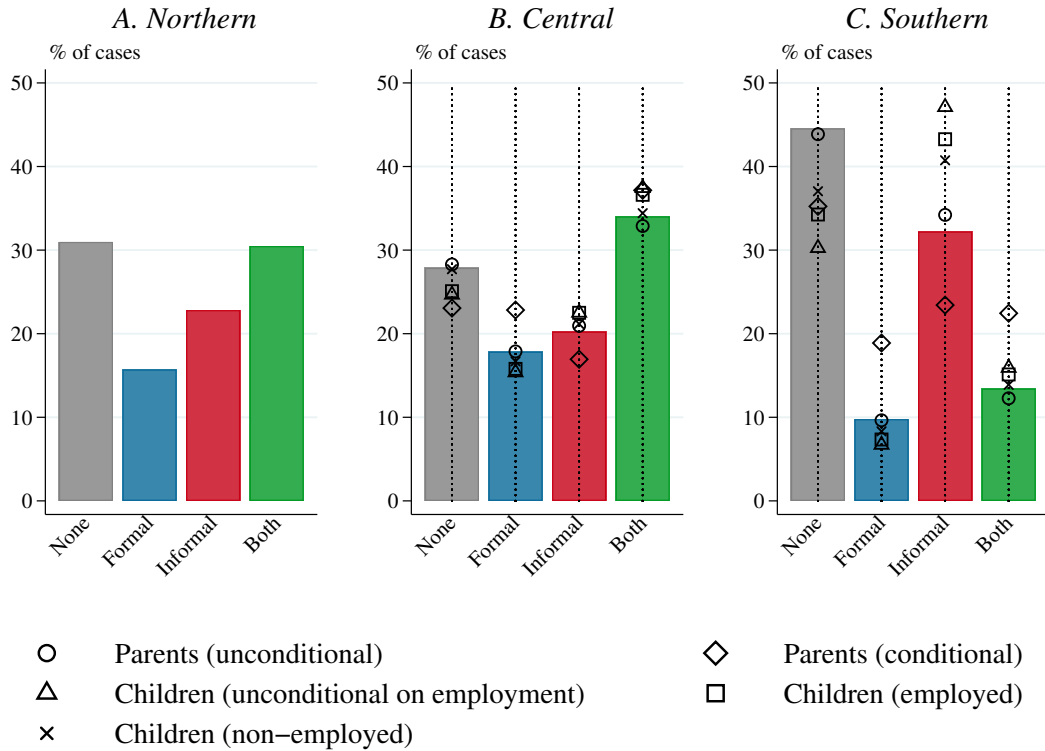 A. Northern
B. Central
C. Southern
% of cases
% of cases
% of cases
50
40
30
20
10
0
None
Formal
Informal
Both
50
40
30
20
10
0
None
Formal
Informal
Both
50
40
30
20
10
0
None
Formal
Informal
Both
Parents (unconditional)
Parents (conditional)
Children (unconditional on employment)
Children (employed)
Children (non−employed)